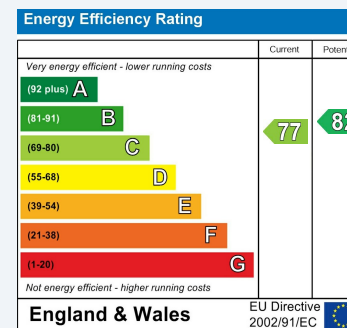 Energy Efficiency Rating
Current
Very energy efficient - lower running costs
(92 plus) A
(81-91) B
(69-80) C
(55-68) D
(39-54) E
(21-38) F
(1-20) G
77
Not energy efficient - higher running costs
England & Wales
EU Directive
2002/91/EC